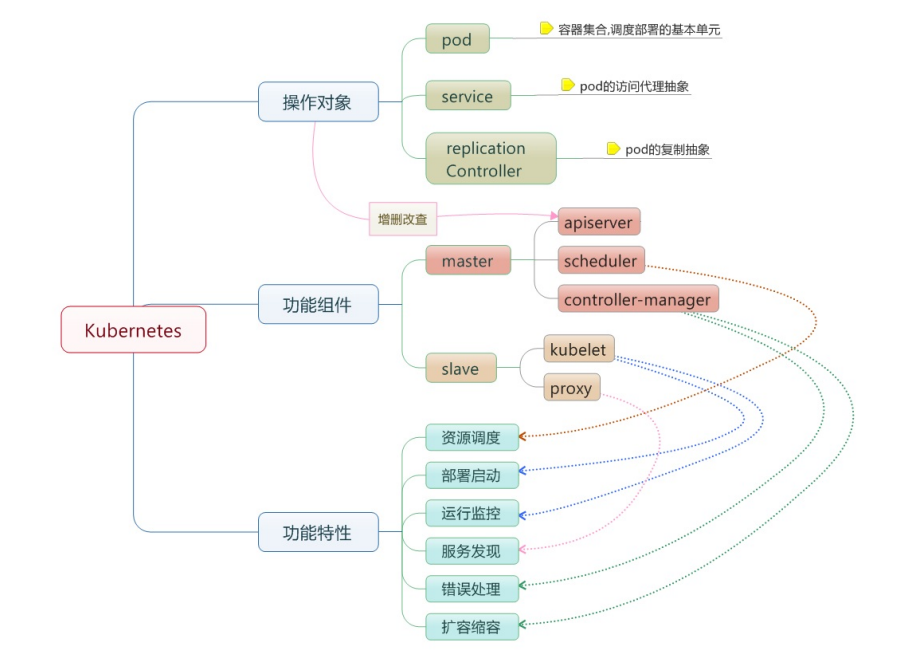 Kubernetes
操作对象
pod
容器集合,调度部署的基本单元
service
pod的访问代理抽象
replication
Controller
pod的复制抽象
增删改查
功能组件
master
apiserver
scheduler
controller-manager
slave
kubelet
proxy
功能特性
资源调度
部署启动
运行监控
服务发现
错误处理
扩容缩容